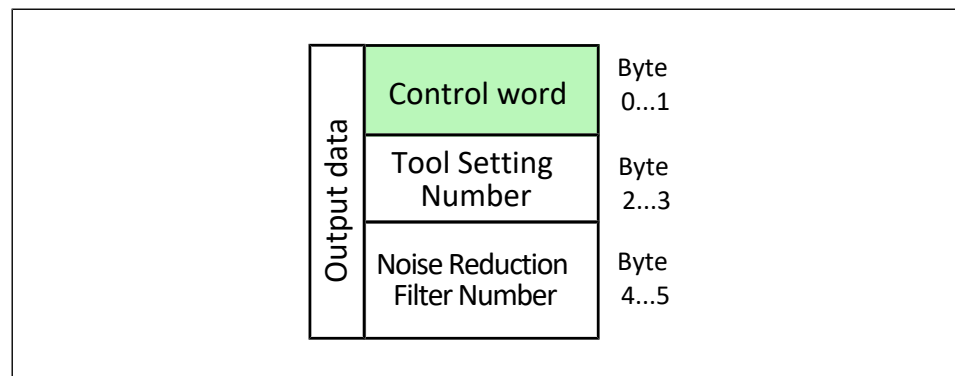 Output data
Control word
Byte
0...1
Tool Setting
Number
Byte
2...3
Noise Reduction
Filter Number
Byte
4...5